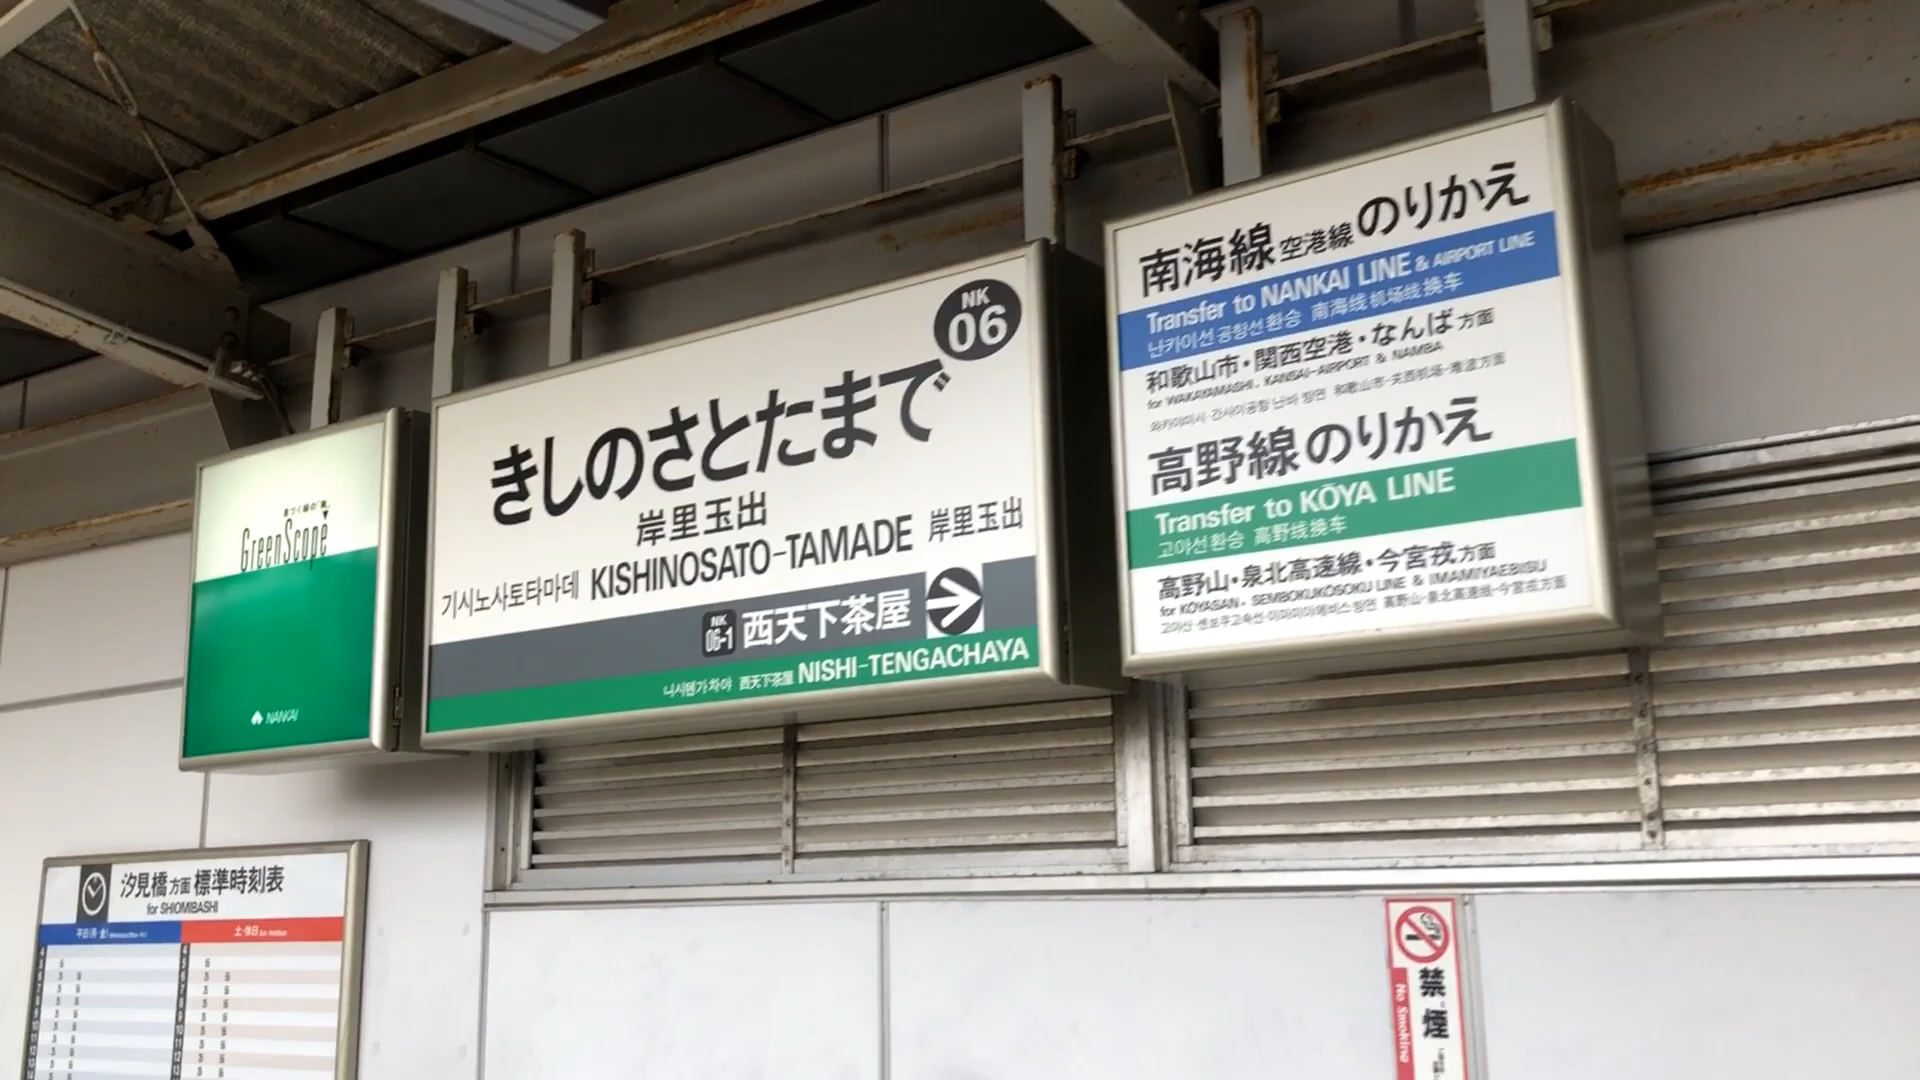 GreenScope
NANKAI
NK
06
きしのさとたまで
岸里玉出
기시노사토타마데 KISHINOSATO-TAMADE 岸里玉出
NK
06-1 西天下茶屋
니시텐가차야 西天下茶屋 NISHI-TENGACHAYA
南海線 空港線 のりかえ
Transfer to NANKAI LINE & AIRPORT LINE
난카이선 공항선 환승 南海线 机场线 换车
和歌山市・関西空港・なんば 方面
for WAKAYAMASHI, KANSAI-AIRPORT & NAMBA
高野線 のりかえ
Transfer to KŌYA LINE
고야선 환승 高野线换车
高野山・泉北高速線・今宮戎 方面
for KŌYASAN, SEMBOKUKŌSOKU LINE & IMAMIYAEBISU
汐見橋 方面 標準時刻表
for SHIOMIBASHI
土・休日
禁煙
No Smoking